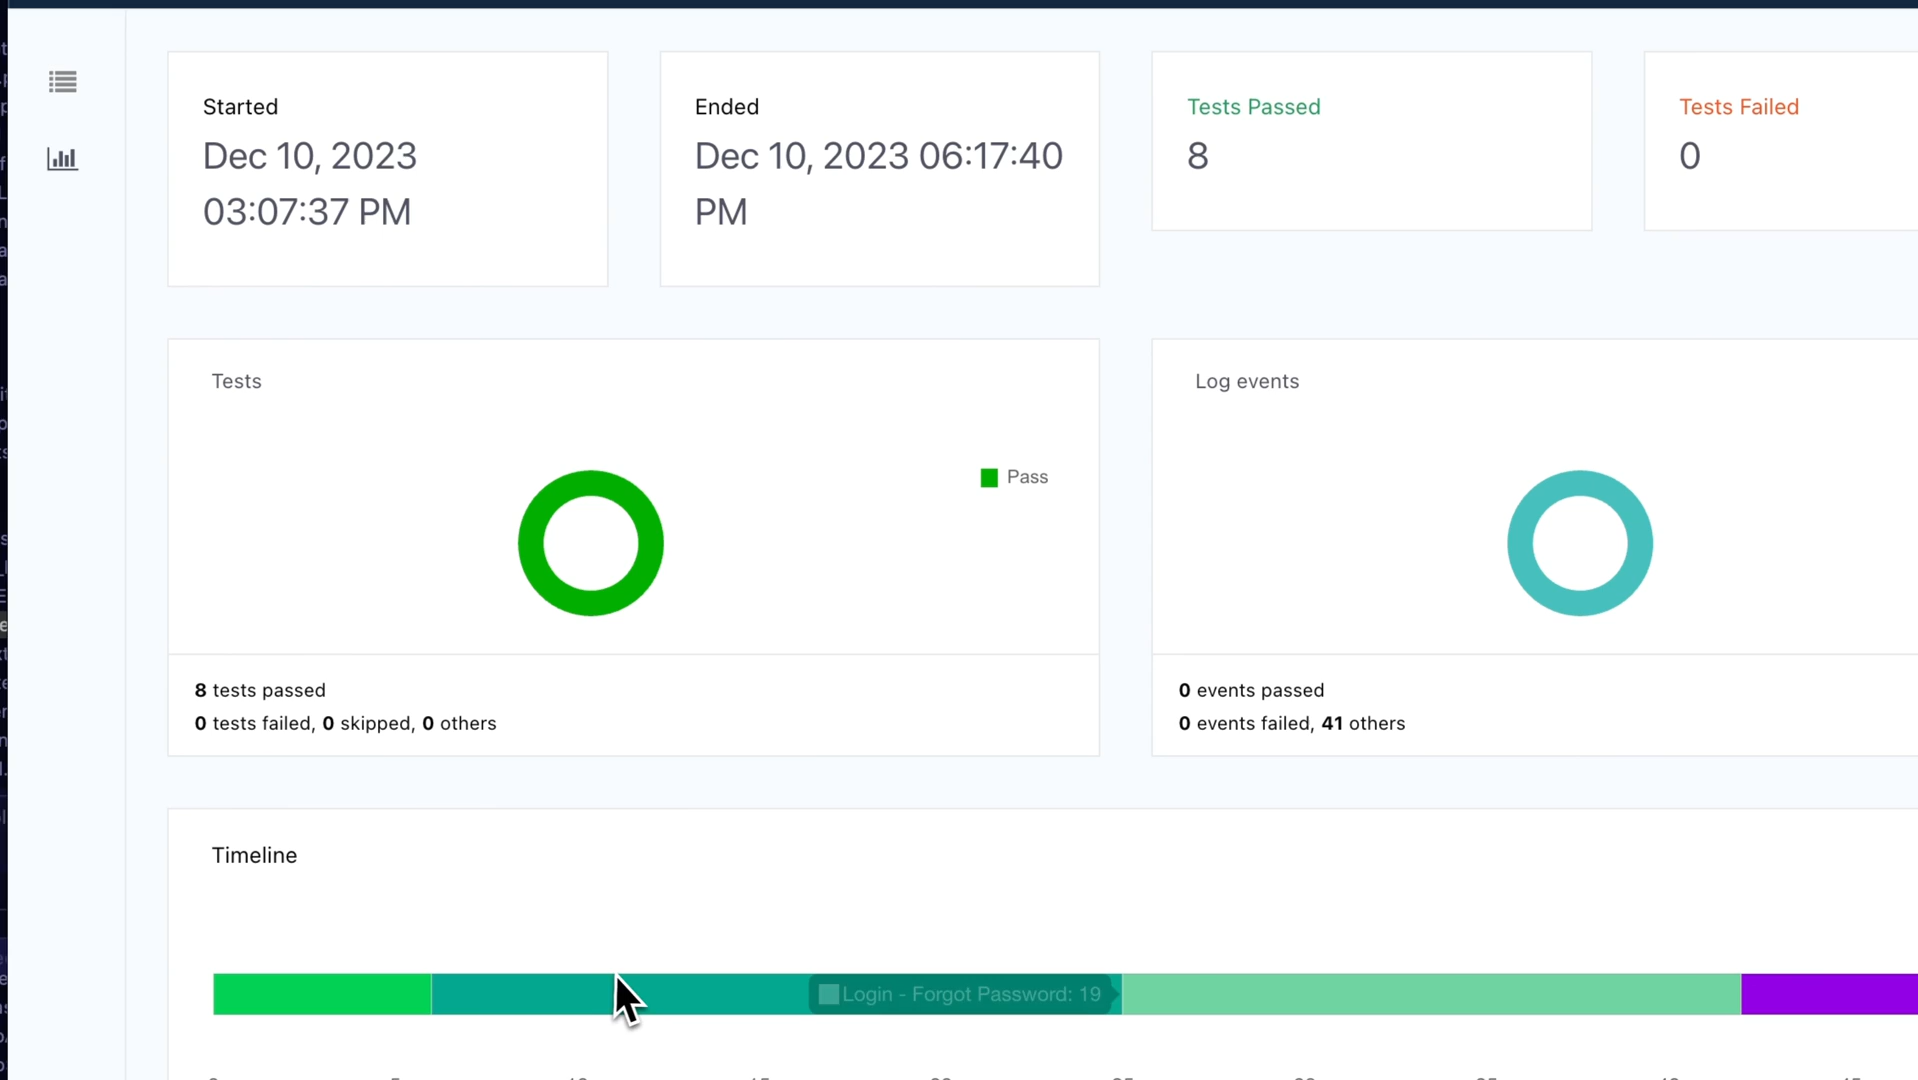 Started
Dec 10, 2023
03:07:37 PM
Ended
Dec 10, 2023 06:17:40
PM
Tests Passed
8
Tests Failed
0
Tests
Pass
8 tests passed
0 tests failed, 0 skipped, 0 others
Log events
0 events passed
0 events failed, 41 others
Timeline
Login - Forgot Password: 19